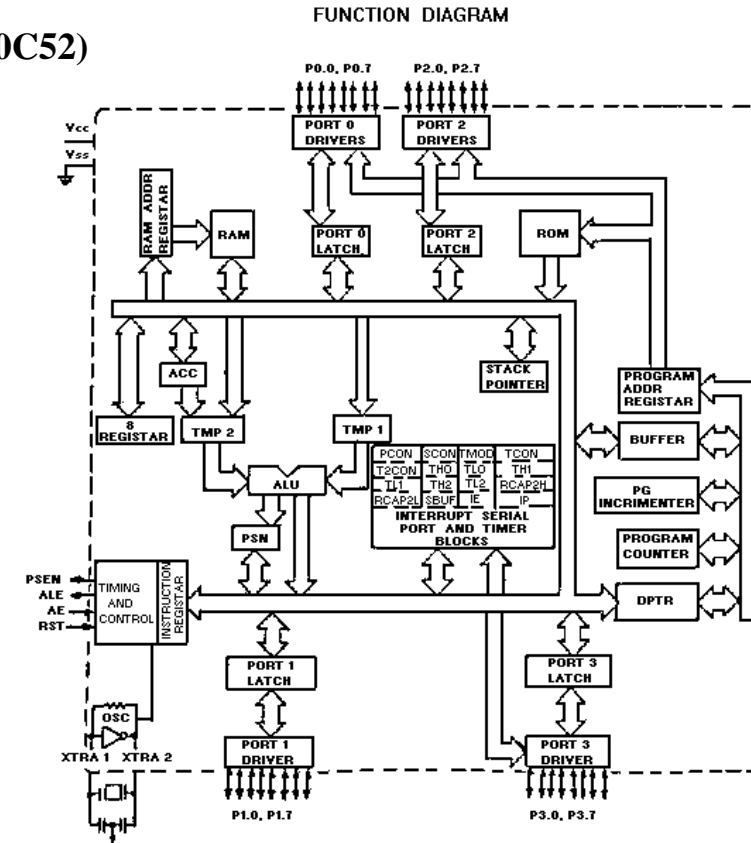 FUNCTION DIAGRAM
0C52)
P0.0, P0.7
P2.0, P2.7
Vcc
Vss
PORT 0
DRIVERS
PORT 2
DRIVERS
RAM ADDR
REGISTAR
RAM
PORT 0
LATCH
PORT 2
LATCH
ROM
ACC
STACK
POINTER
PROGRAM
ADDR
REGISTAR
8
REGISTAR
TMP 2
TMP 1
BUFFER
PCON SCON TMOD TCON
T2CON TH0 TL0 TH1
TL1 TH2 TL2 RCAP2H
RCAP2L SBUF IE IP
INTERRUPT SERIAL
PORT AND TIMER
BLOCKS
ALU
PG
INCRIMENTER
PSN
PROGRAM
COUNTER
PSEN
ALE
AE
RST
TIMING
AND
CONTROL
INSTRUCTION
REGISTAR
DPTR
PORT 1
LATCH
PORT 3
LATCH
OSC
XTRA 1 XTRA 2
PORT 1
DRIVER
PORT 3
DRIVER
P1.0, P1.7
P3.0, P3.7